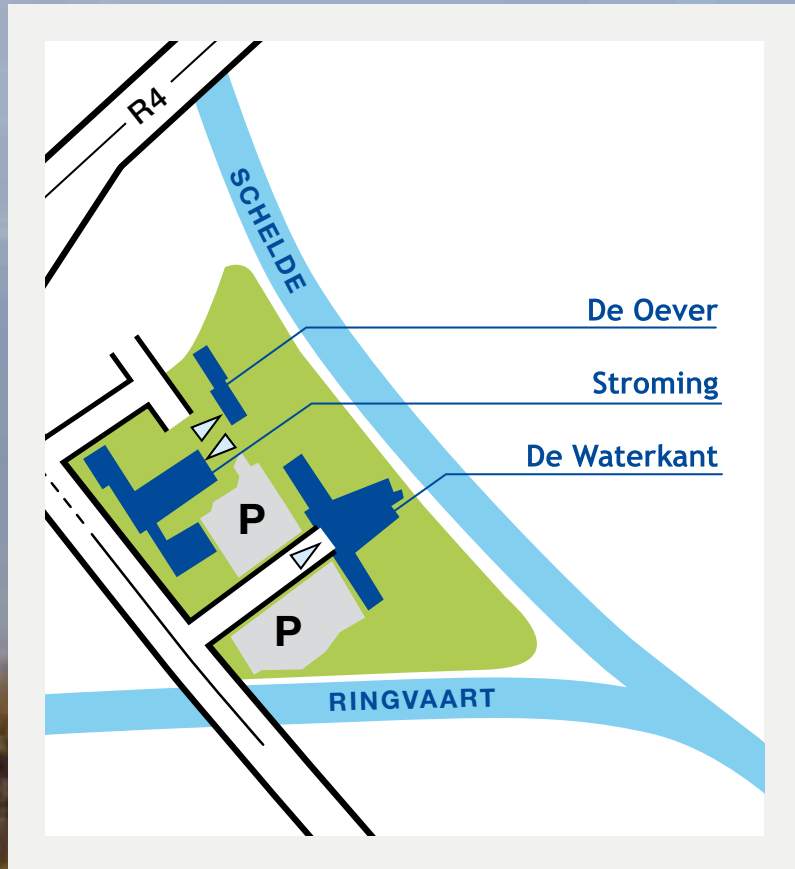 R4
SCHELDE
De Oever
Stroming
De Waterkant
P
P
RINGVAART